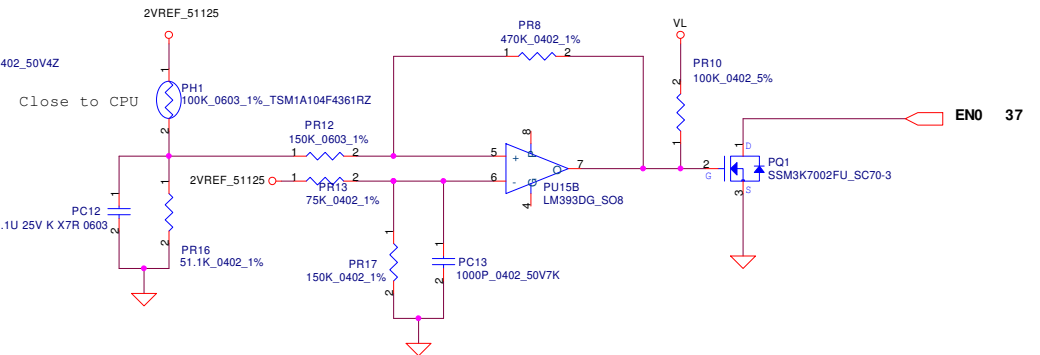 2VREF_51125
402_50V4Z
Close to CPU
1
PH1
100K_0603_1%_TSM1A104F4361RZ
2
PR8
470K_0402_1%
1
2
VL
PR10
100K_0402_5%
2
1
EN0 37
PR12
150K_0603_1%
1
2
5
+
P
8
O
7
2VREF_51125
1
2
6
-
G
4
PR13
75K_0402_1%
PU15B
LM393DG_SO8
1
D
2
G
3
S
PQ1
SSM3K7002FU_SC70-3
1
PC12
.1U 25V K X7R 0603
2
1
2
PR16
51.1K_0402_1%
1
PR17
150K_0402_1%
2
1
PC13
1000P_0402_50V7K
2